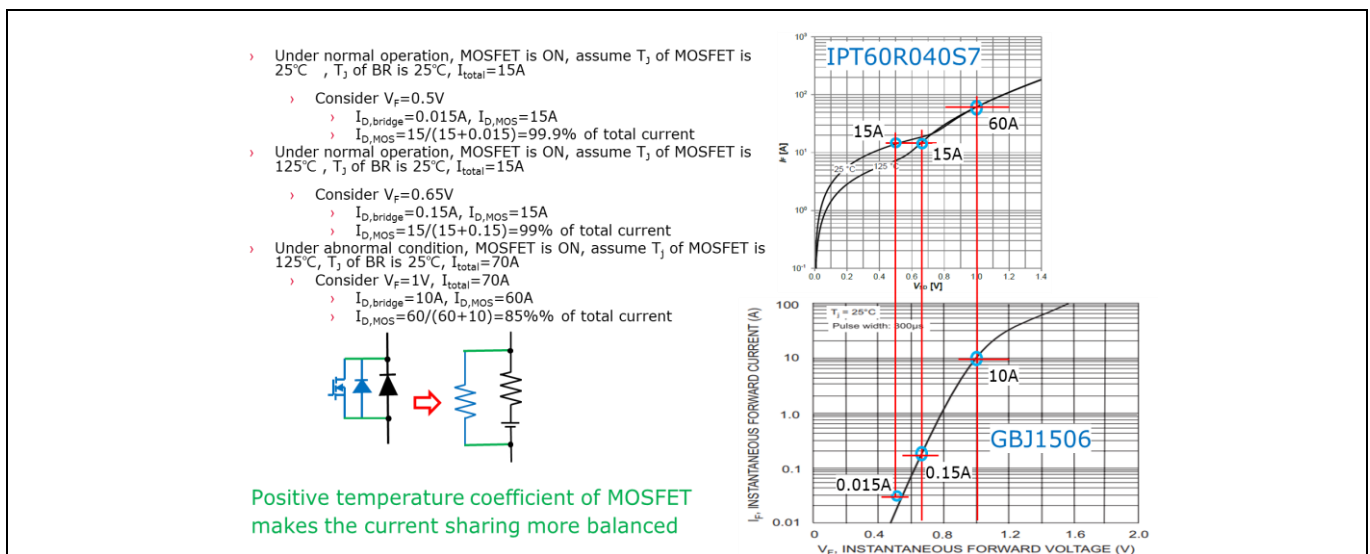 › Under normal operation, MOSFET is ON, assume TJ of MOSFET is
25℃ , TJ of BR is 25℃, Itotal=15A
› Consider VF=0.5V
› ID,bridge=0.015A, ID,MOS=15A
› ID,MOS=15/(15+0.015)=99.9% of total current
› Under normal operation, MOSFET is ON, assume TJ of MOSFET is
125℃, TJ of BR is 25℃, Itotal=15A
› Consider VF=0.65V
› ID,bridge=0.15A, ID,MOS=15A
› ID,MOS=15/(15+0.15)=99% of total current
› Under abnormal condition, MOSFET is ON, assume TJ of MOSFET is
125℃, TJ of BR is 25℃, Itotal=70A
› Consider VF=1V, Itotal=70A
› ID,bridge=10A, ID,MOS=60A
› ID,MOS=60/(60+10)=85%% of total current
Positive temperature coefficient of MOSFET
makes the current sharing more balanced
IPT60R040S7
10³
10²
10¹
10⁰
10⁻¹
IF [A]
15A
15A
60A
25 °C
125 °C
0.0 0.2 0.4 0.6 0.8 1.0 1.2 1.4
[V]
IF, INSTANTANEOUS FORWARD CURRENT (A)
100
10
1.0
0.1
0.01
Tj = 25°C
Pulse width: 300µs
10A
GBJ1506
0.15A
0.015A
0 0.4 0.8 1.2 1.6 2.0
VF, INSTANTANEOUS FORWARD VOLTAGE (V)